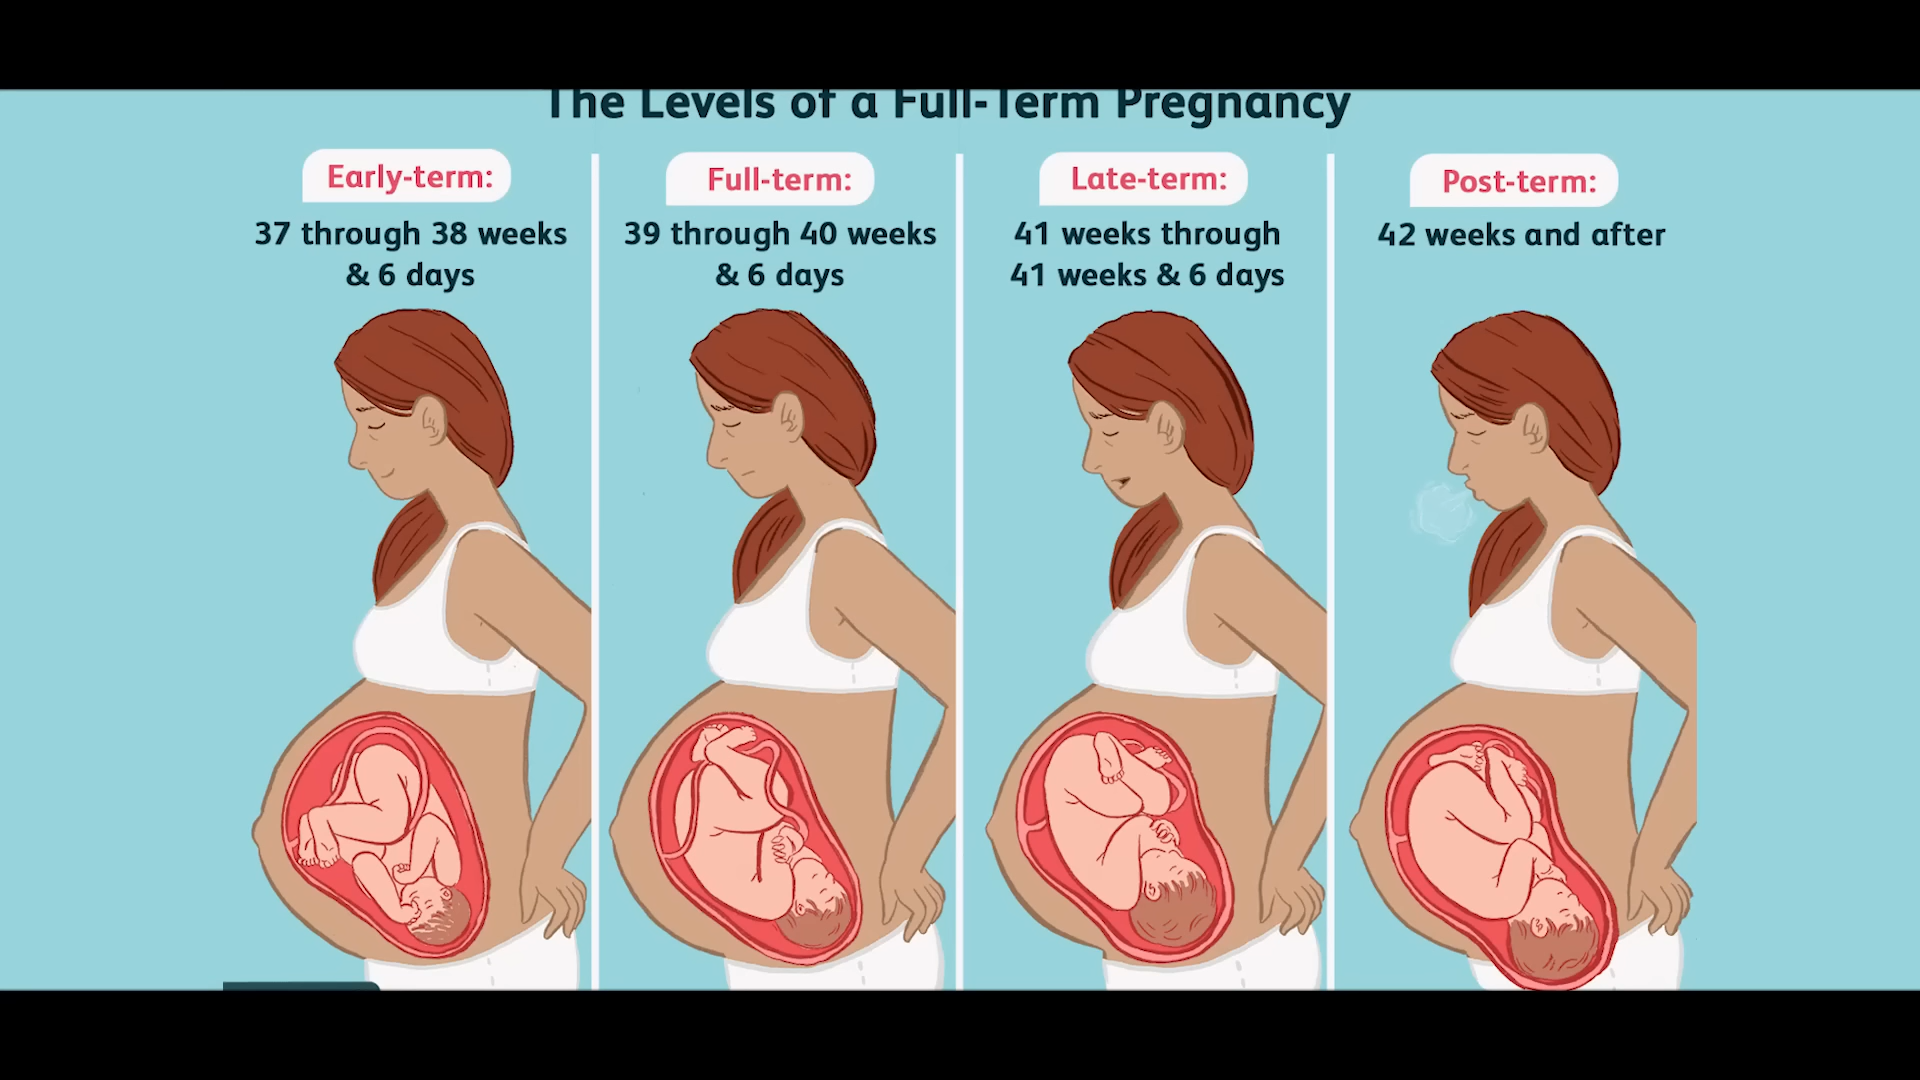 The Levels of a Full-Term Pregnancy
Early-term:
37 through 38 weeks
& 6 days
Full-term:
39 through 40 weeks
& 6 days
Late-term:
41 weeks through
41 weeks & 6 days
Post-term:
42 weeks and after